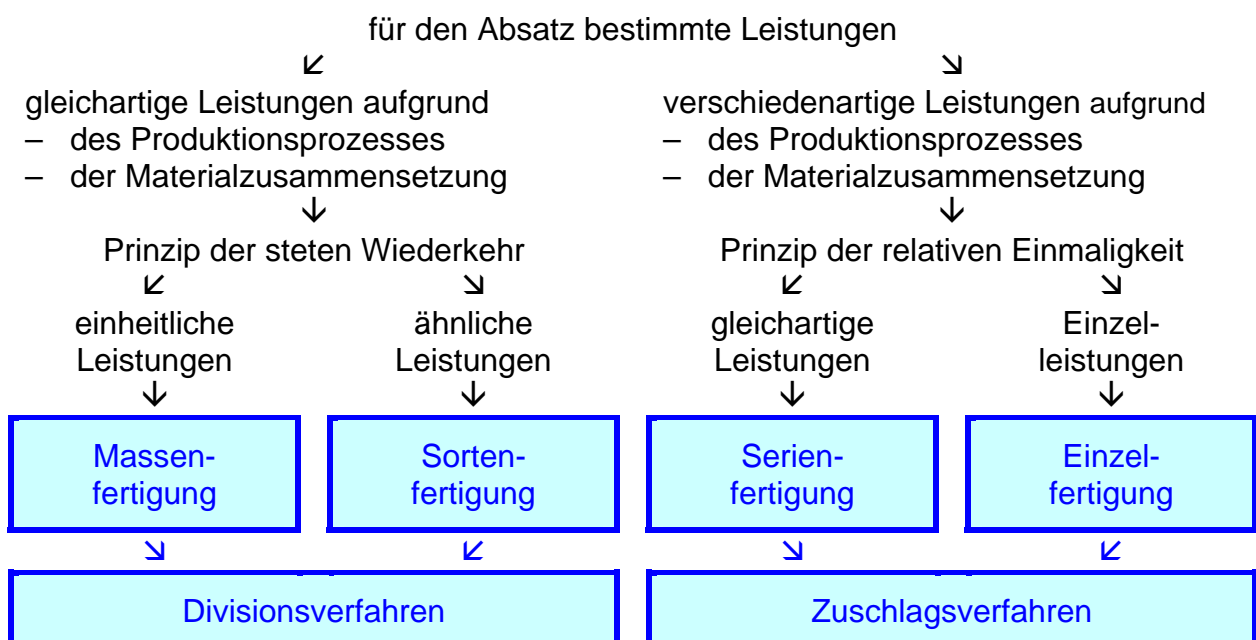 für den Absatz bestimmte Leistungen
gleichartige Leistungen aufgrund
– des Produktionsprozesses
– der Materialzusammensetzung
verschiedenartige Leistungen aufgrund
– des Produktionsprozesses
– der Materialzusammensetzung
Prinzip der steten Wiederkehr
Prinzip der relativen Einmaligkeit
einheitliche
Leistungen
ähnliche
Leistungen
gleichartige
Leistungen
Einzel-
leistungen
Massen-
fertigung
Sorten-
fertigung
Serien-
fertigung
Einzel-
fertigung
Divisionsverfahren
Zuschlagsverfahren